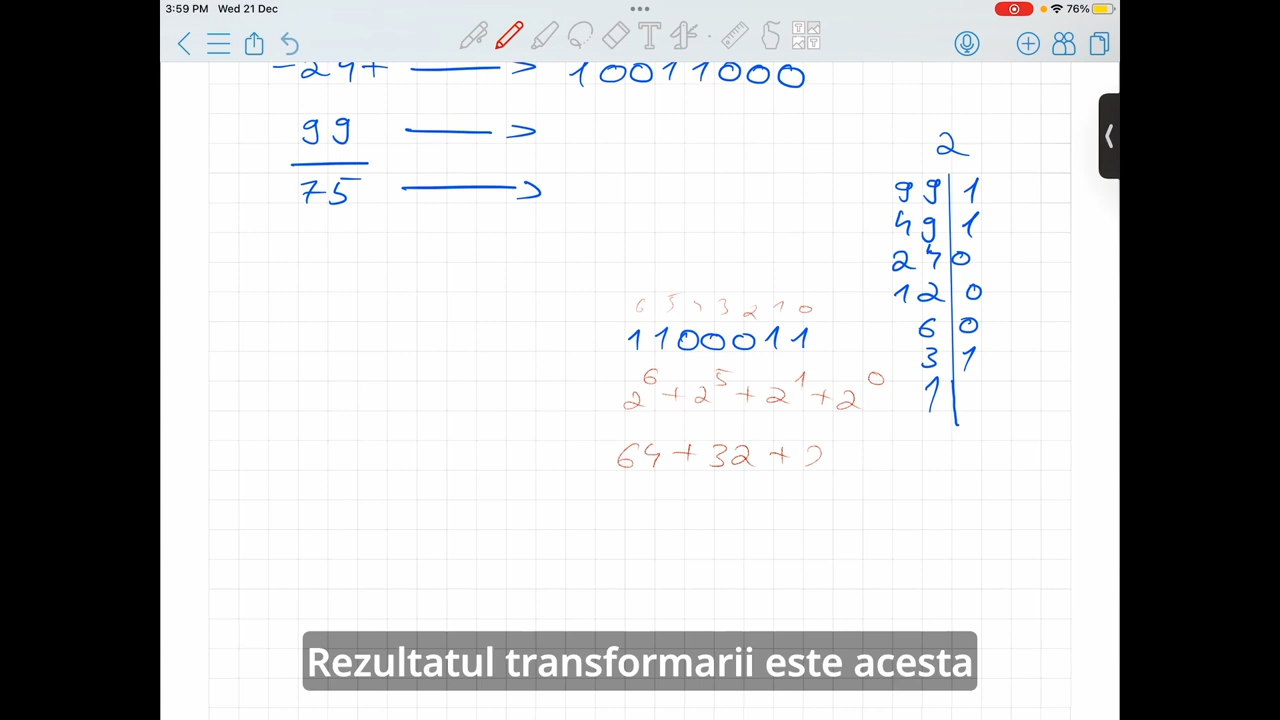 3:59 PM Wed 21 Dec 76%
-24+ → 10011000
99 →
75 →
2
99 1
49 1
24 0
12 0
6 0
3 1
1
6 5 4 3 2 1 0
1100011
2^6 + 2^5 + 2^1 + 2^0
64 + 32 + 2
Rezultatul transformarii este acesta